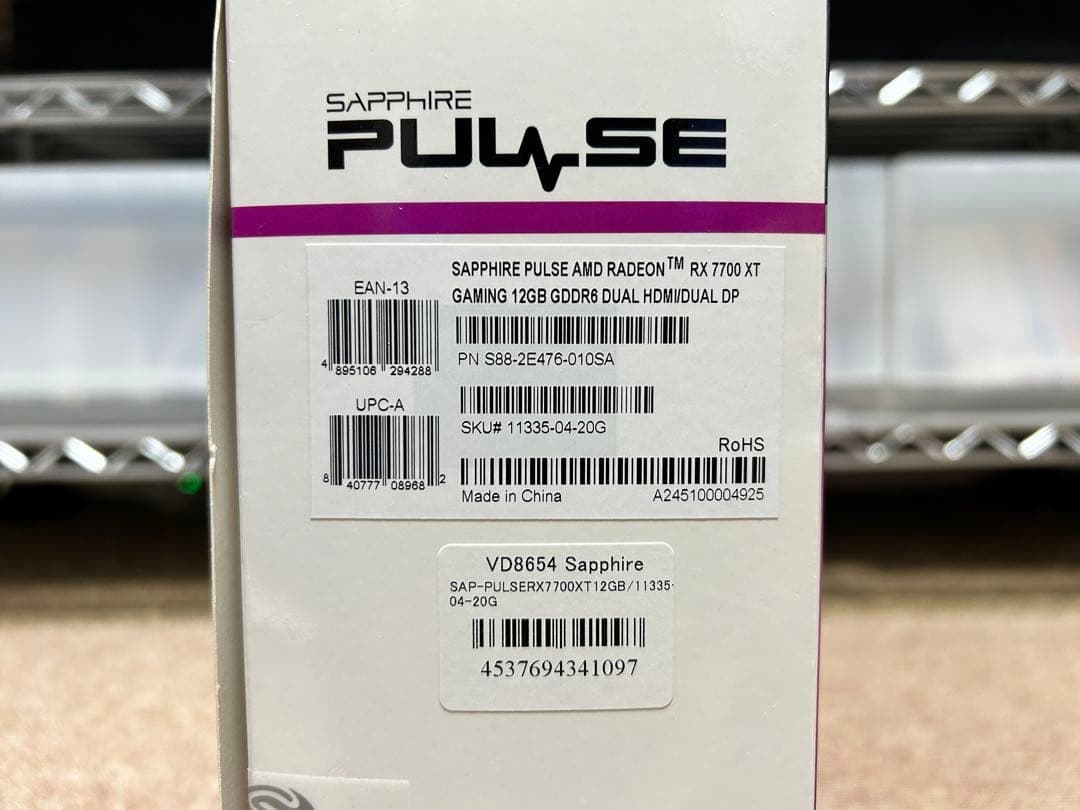 SAPPHIRE
PULSE
SAPPHIRE PULSE AMD RADEON™ RX 7700 XT
GAMING 12GB GDDR6 DUAL HDMI/DUAL DP
EAN-13
4 895106 294288
PN S88-2E476-010SA
UPC-A
8 40777 08968 2
SKU# 11335-04-20G
RoHS
Made in China
A245100004925
VD8654 Sapphire
SAP-PULSERX7700XT12GB/11335-
04-20G
4537694341097